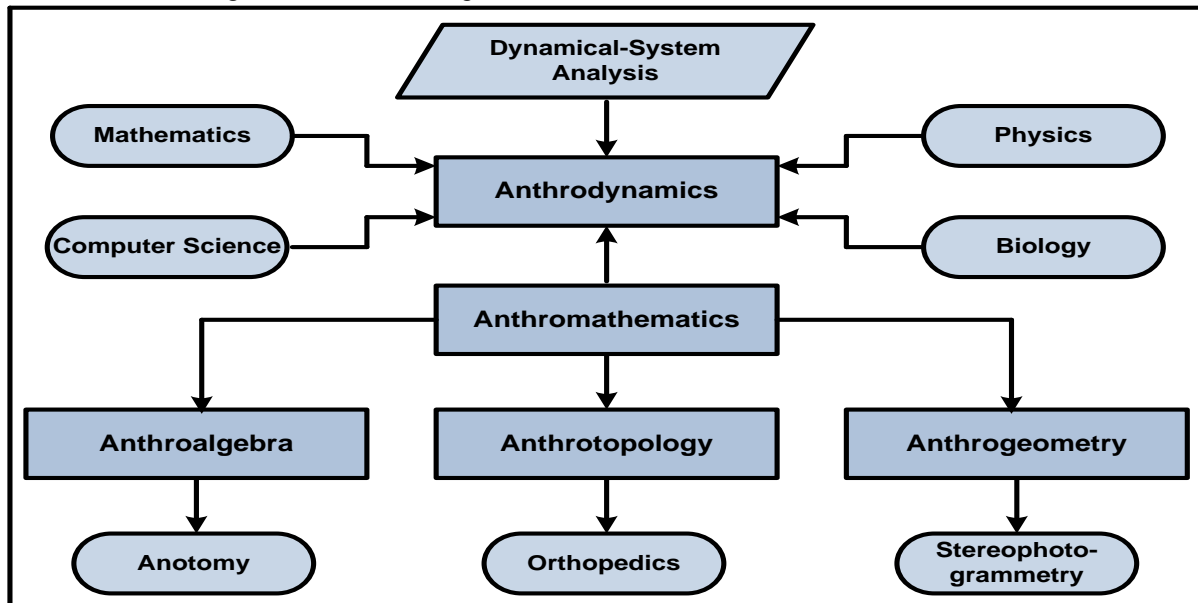 Dynamical-System
Analysis
Mathematics
Physics
Anthrodynamics
Computer Science
Biology
Anthromathematics
Anthroalgebra
Anthrotopology
Anthrogeometry
Anotomy
Orthopedics
Stereophoto-
grammetry